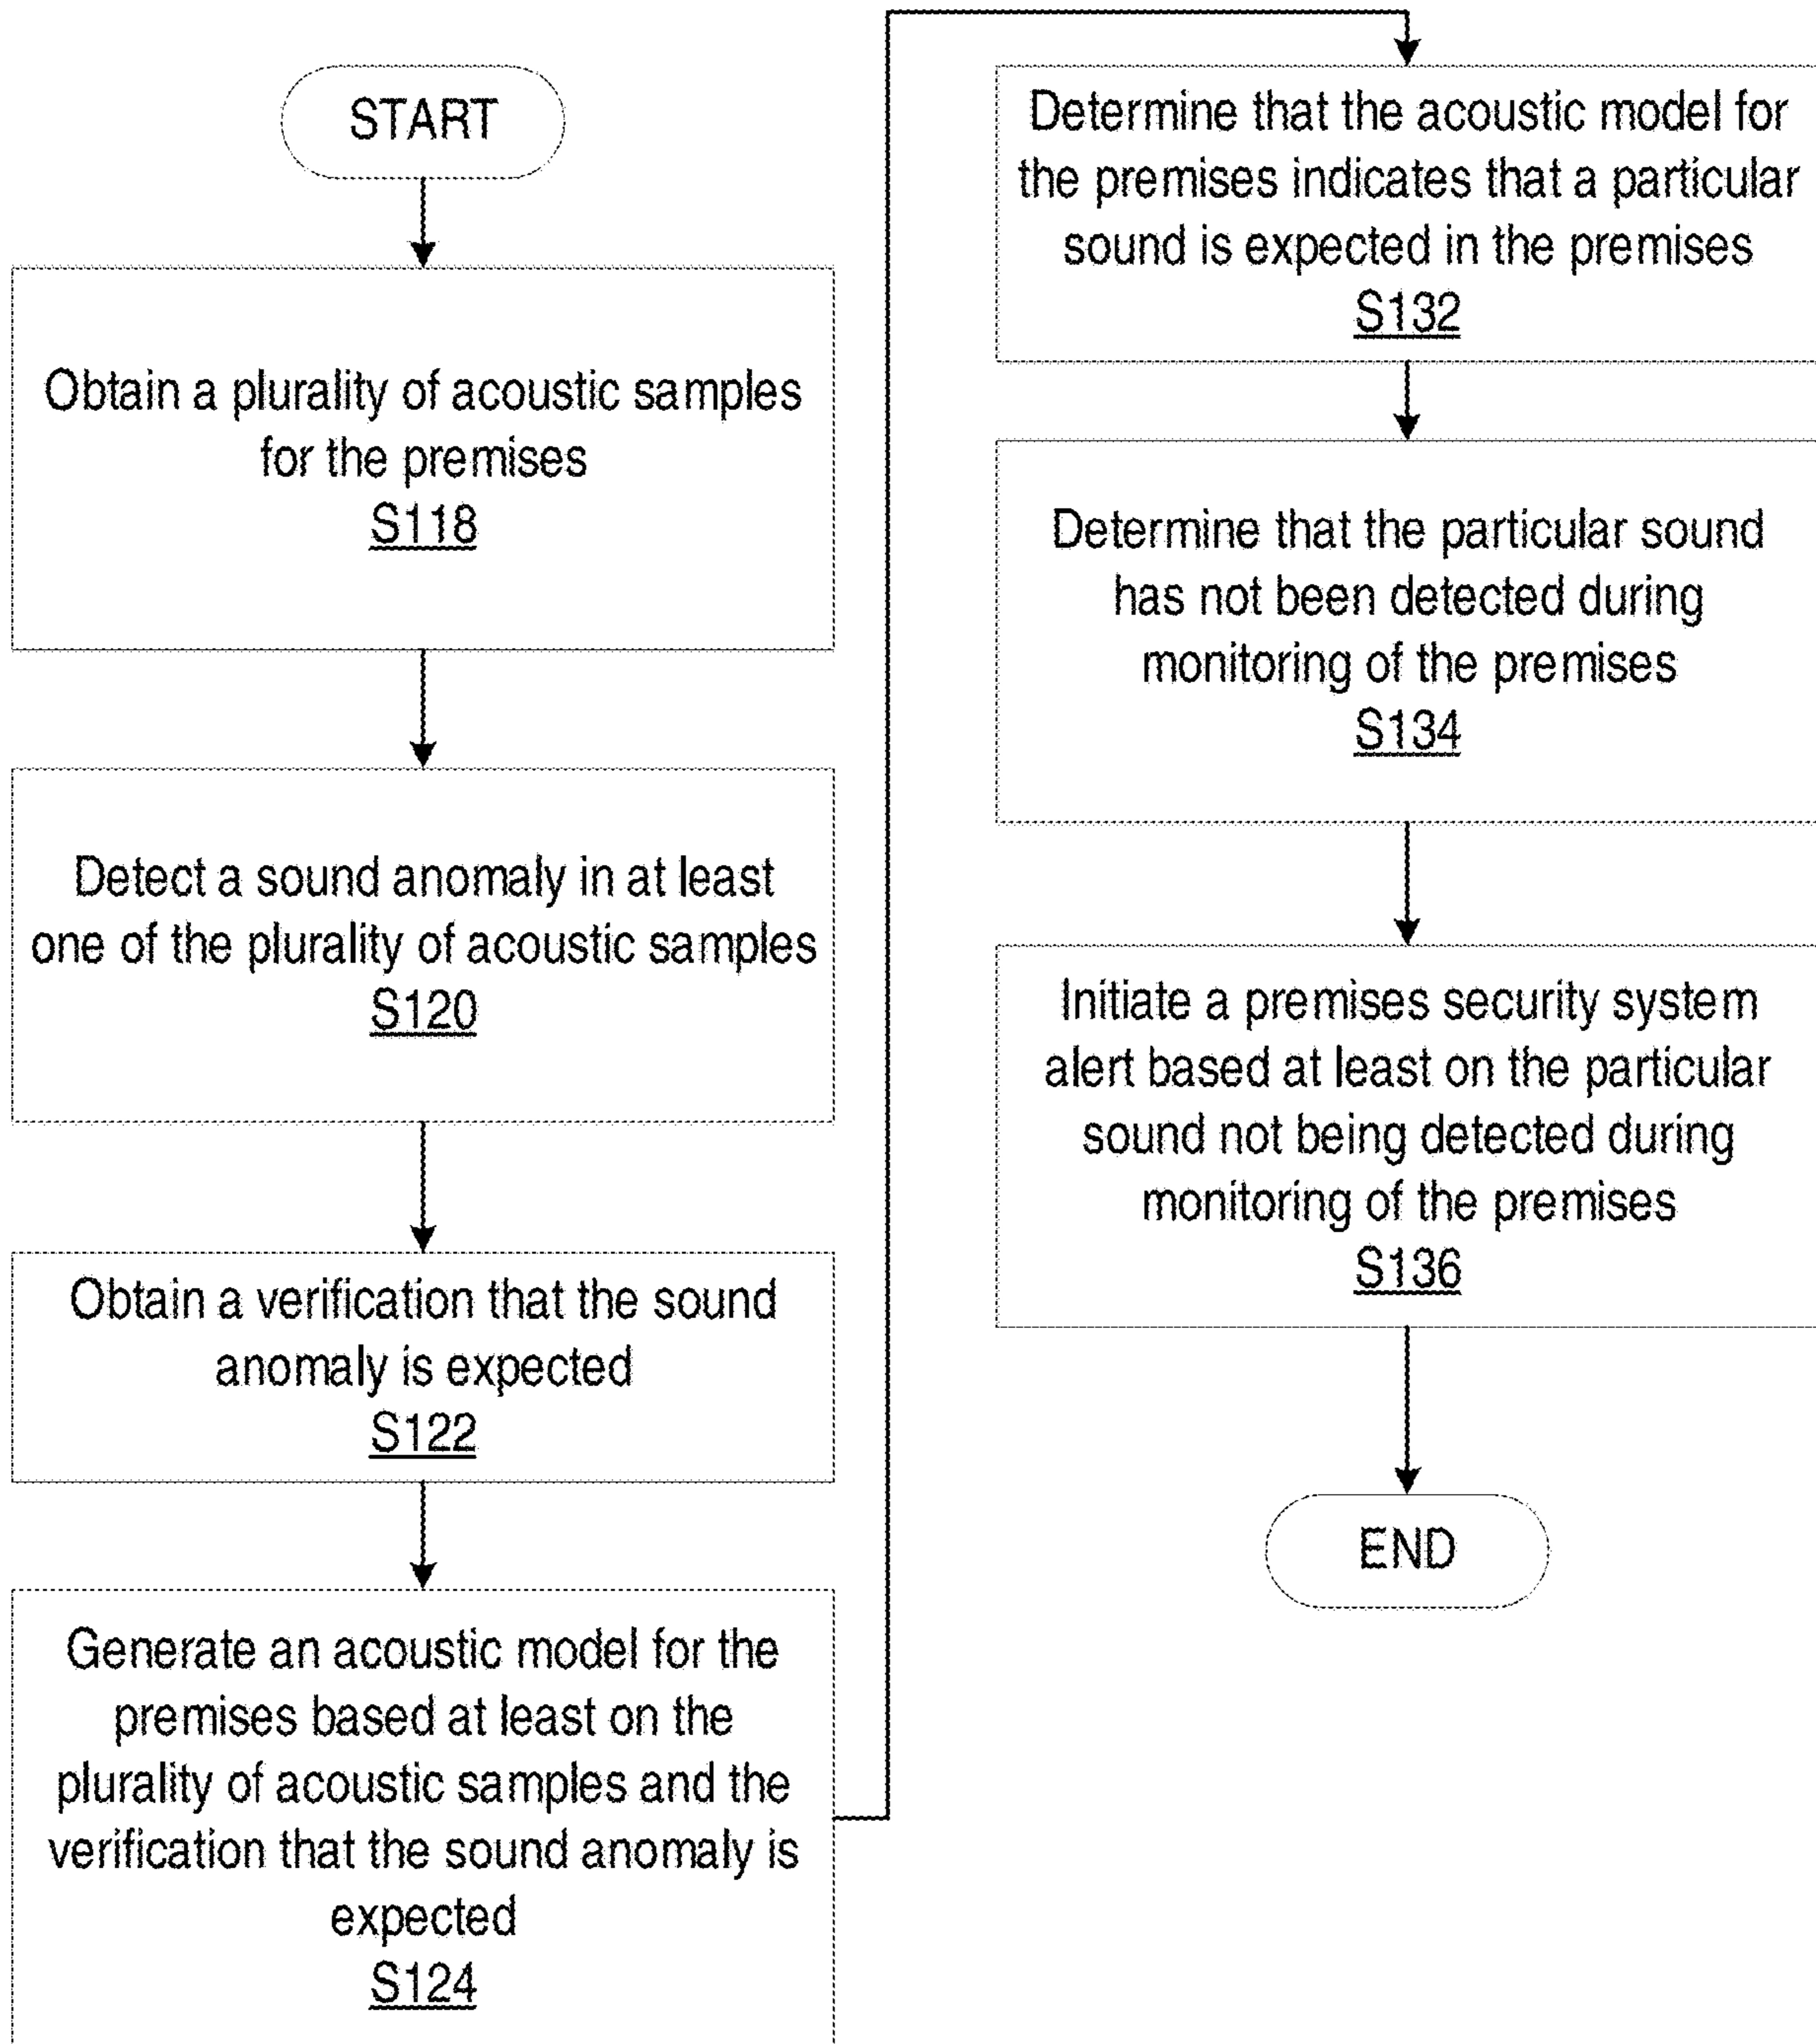 START
Obtain a plurality of acoustic samples
for the premises
S118
Detect a sound anomaly in at least
one of the plurality of acoustic samples
S120
Obtain a verification that the sound
anomaly is expected
S122
Generate an acoustic model for the
premises based at least on the
plurality of acoustic samples and the
verification that the sound anomaly is
expected
S124
Determine that the acoustic model for
the premises indicates that a particular
sound is expected in the premises
S132
Determine that the particular sound
has not been detected during
monitoring of the premises
S134
Initiate a premises security system
alert based at least on the particular
sound not being detected during
monitoring of the premises
S136
END